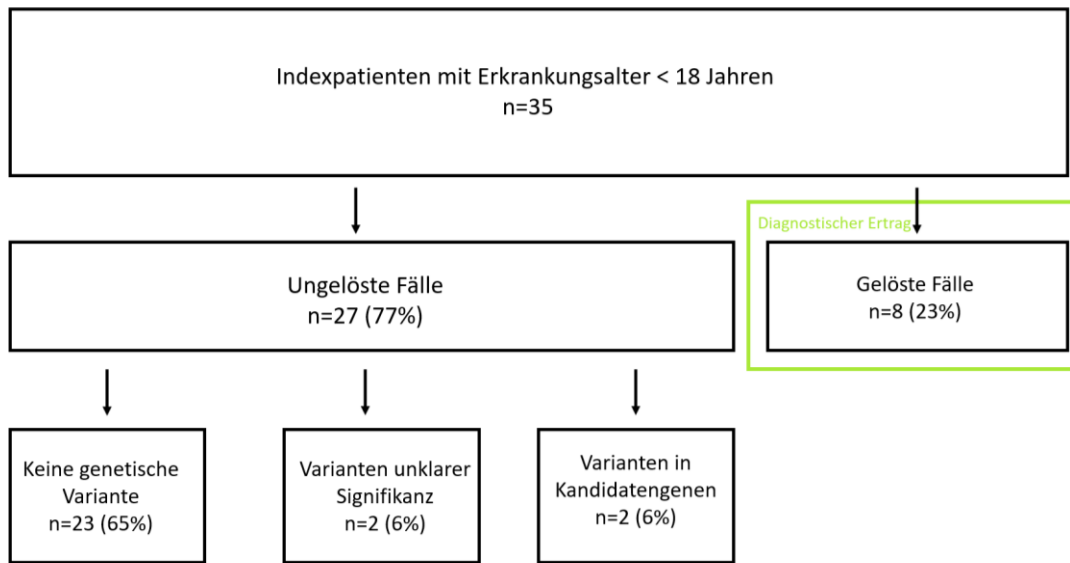 Indexpatienten mit Erkrankungsalter < 18 Jahren
n=35
Diagnostischer Ertrag
Ungelöste Fälle
n=27 (77%)
Gelöste Fälle
n=8 (23%)
Keine genetische
Variante
n=23 (65%)
Varianten unklarer
Signifikanz
n=2 (6%)
Varianten in
Kandidatengenen
n=2 (6%)